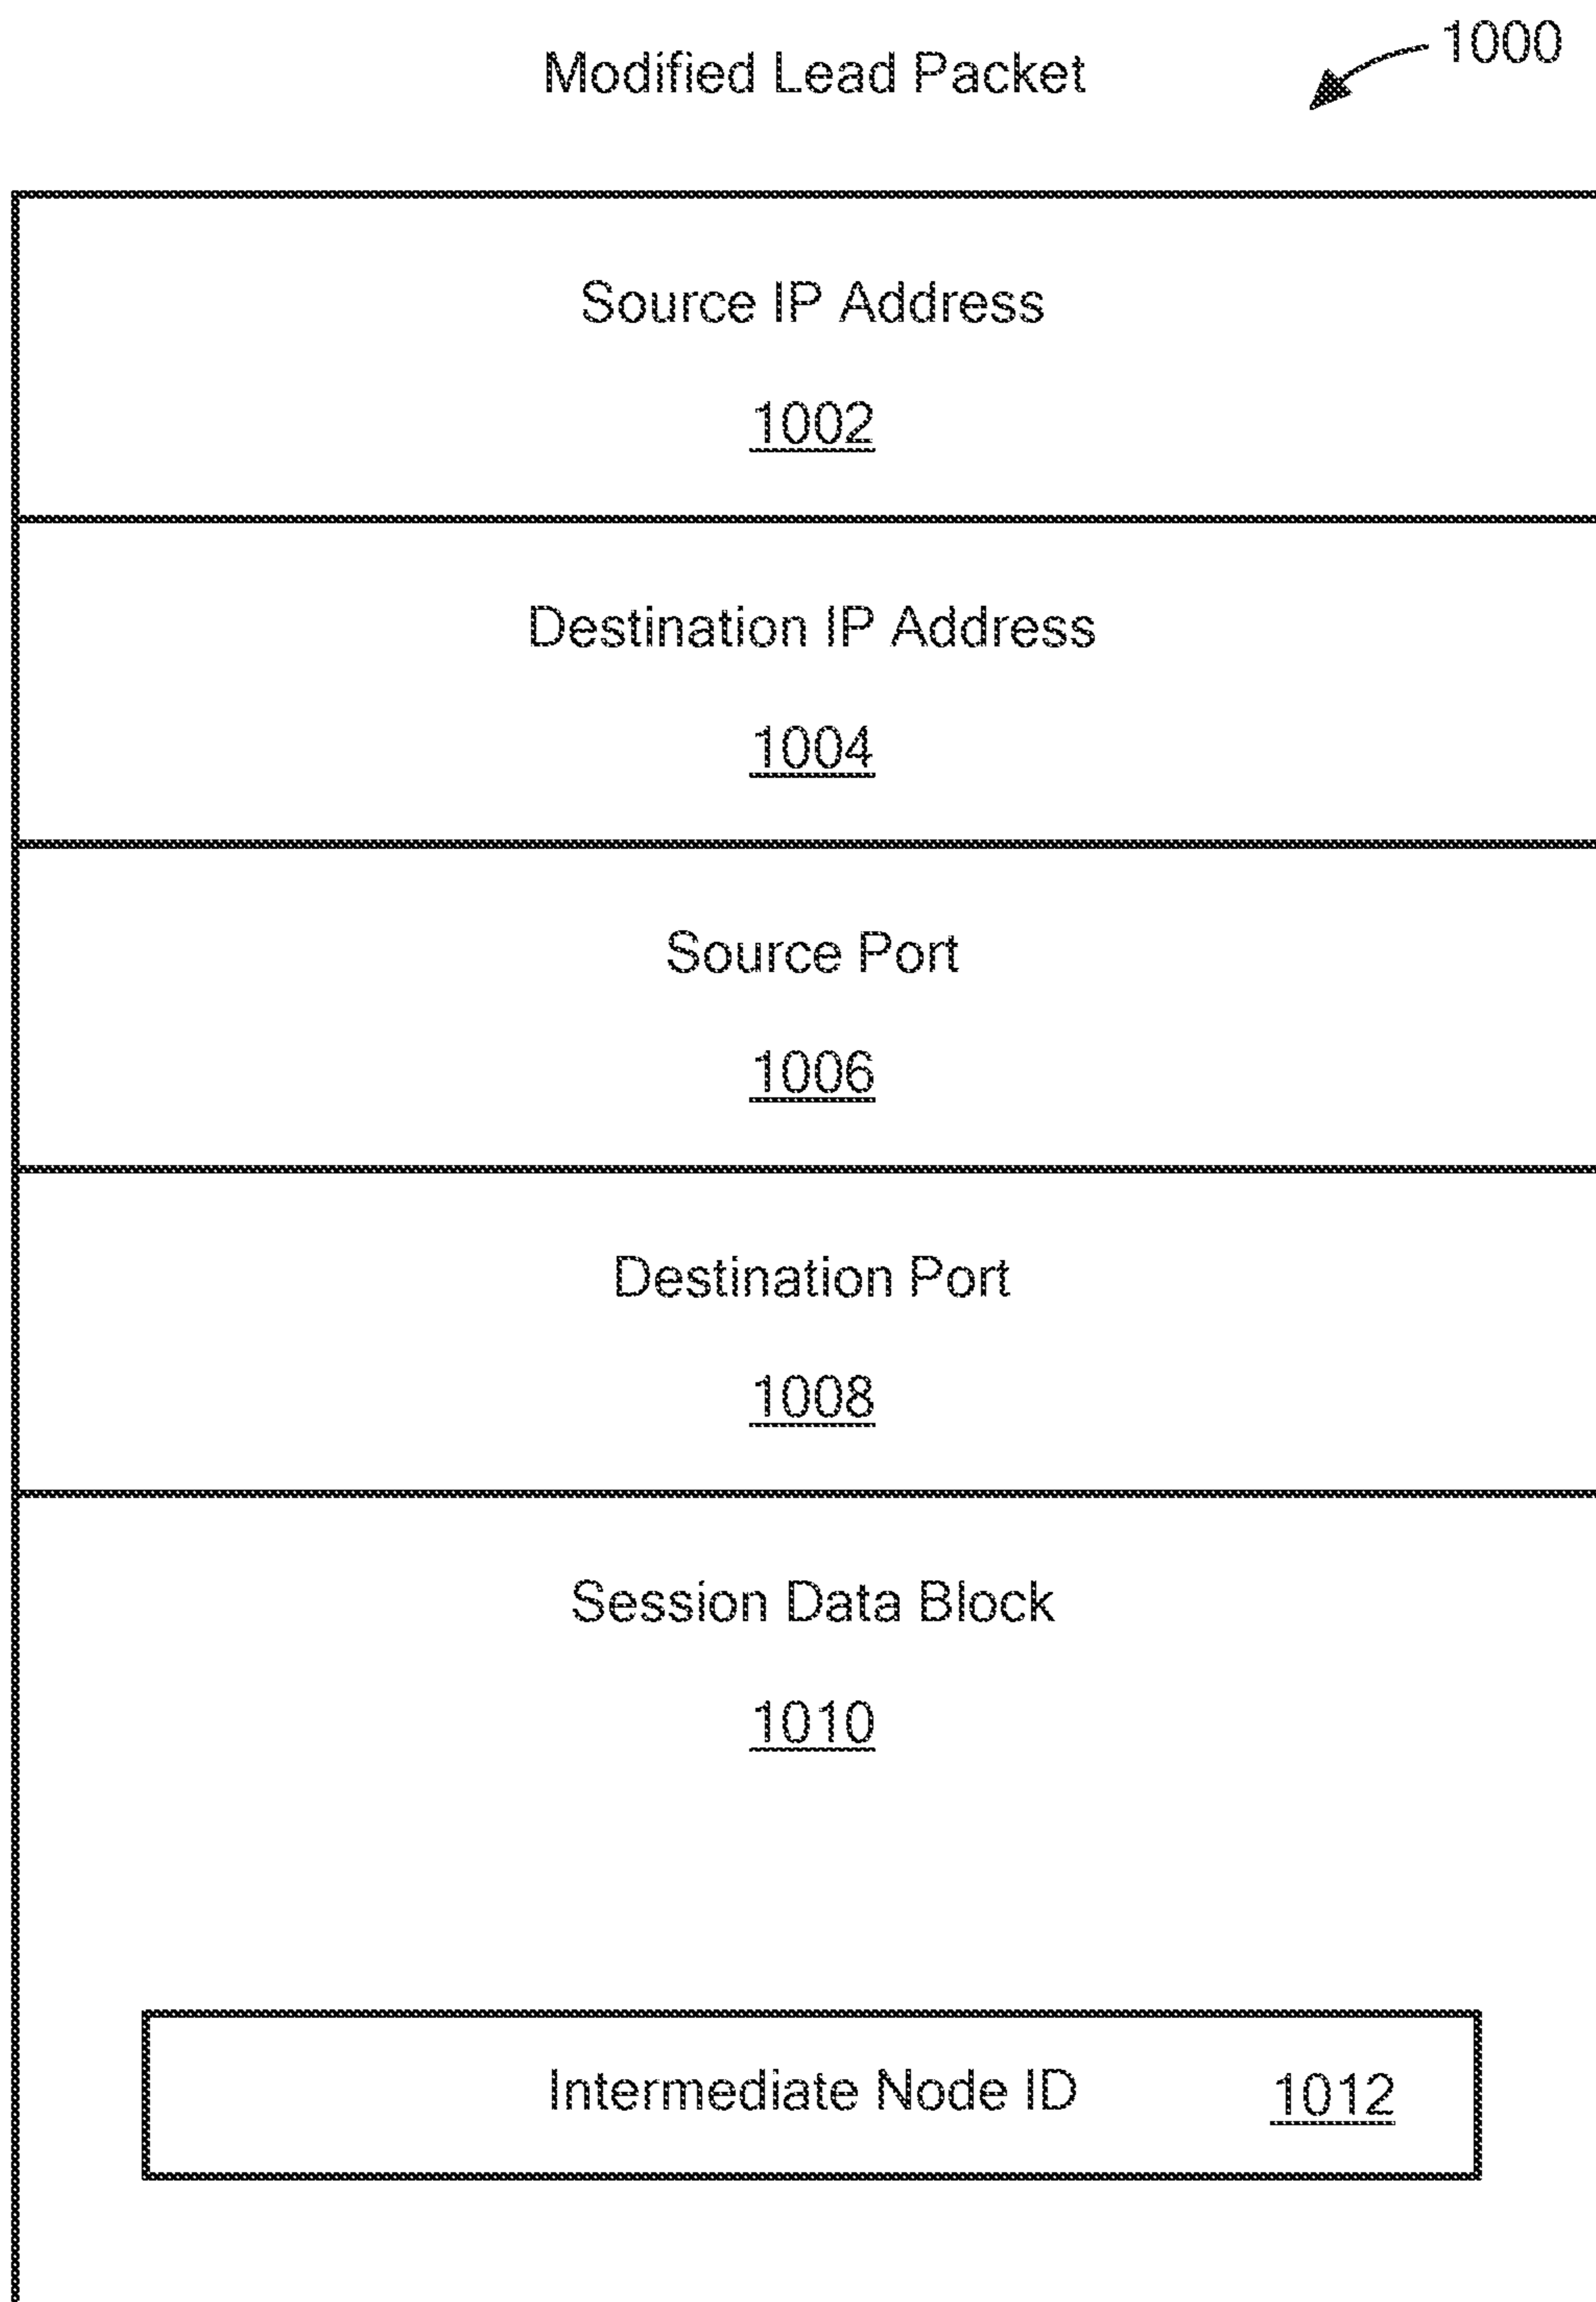 Modified Lead Packet
1000
Source IP Address
1002
Destination IP Address
1004
Source Port
1006
Destination Port
1008
Session Data Block
1010
Intermediate Node ID 1012